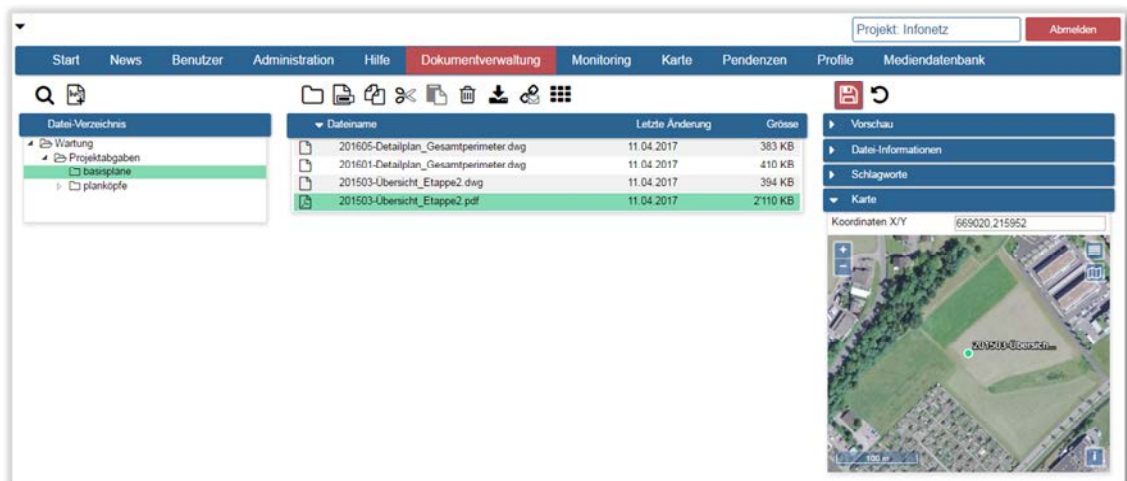 Projekt: Infonetz Abmelden
Start News Benutzer Administration Hilfe Dokumentverwaltung Monitoring Karte Pendenzen Profile Mediendatenbank
Datei-Verzeichnis Dateiname Letzte Änderung Grösse Vorschau
Wartung 201605-Detailplan_Gesamtperimeter.dwg 11.04.2017 383 KB Datei-Informationen
Projektabgaben 201601-Detailplan_Gesamtperimeter.dwg 11.04.2017 410 KB
basispläne 201503-Übersicht_Etappe2.dwg 11.04.2017 394 KB Schlagworte
planköpfe 201503-Übersicht_Etappe2.pdf 11.04.2017 2'110 KB Karte
Koordinaten X/Y 669020,215952
+
−
201503-Übersich...
100 m
i